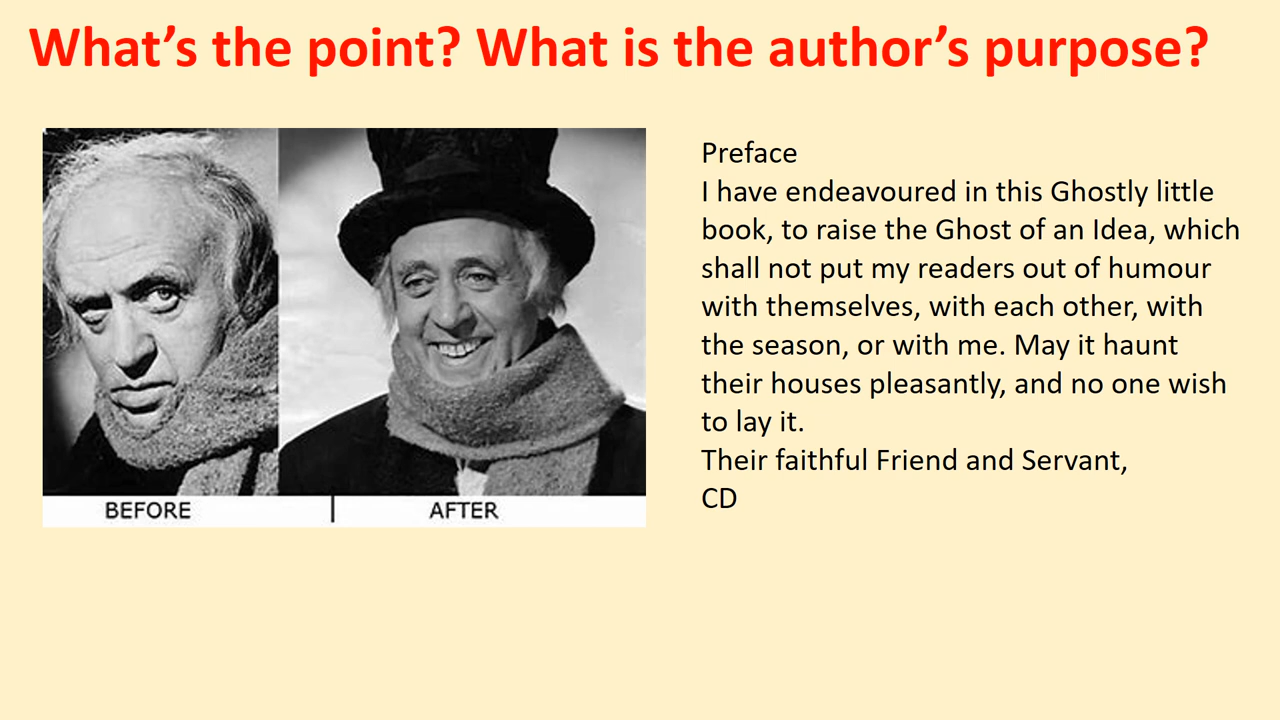 What’s the point? What is the author’s purpose?
Preface
I have endeavoured in this Ghostly little
book, to raise the Ghost of an Idea, which
shall not put my readers out of humour
with themselves, with each other, with
the season, or with me. May it haunt
their houses pleasantly, and no one wish
to lay it.
Their faithful Friend and Servant,
CD
BEFORE | AFTER